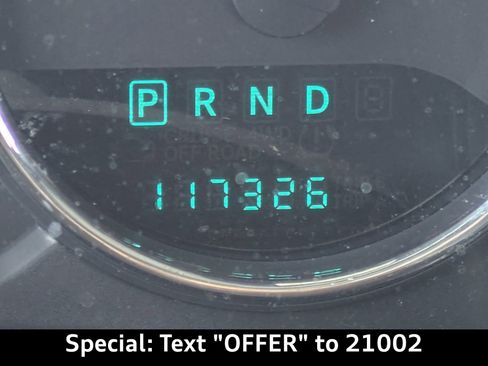 P R N D
117326
Special: Text "OFFER" to 21002